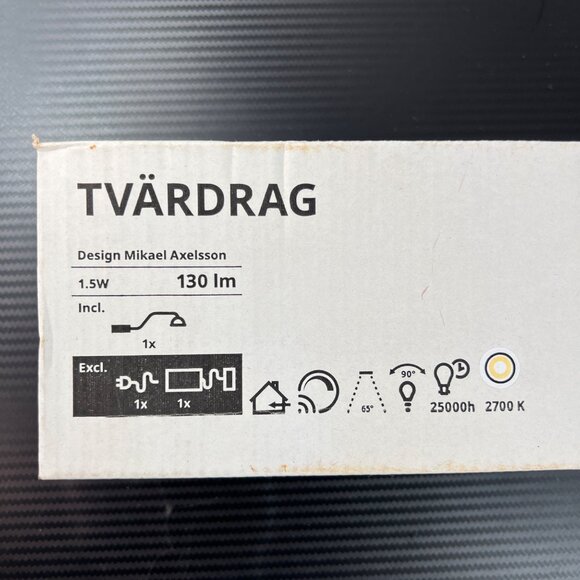 TVÄRDRAG
Design Mikael Axelsson
1.5W 130 lm
Incl.
1x
Excl.
1x 1x
65° 90° 25000h 2700 K